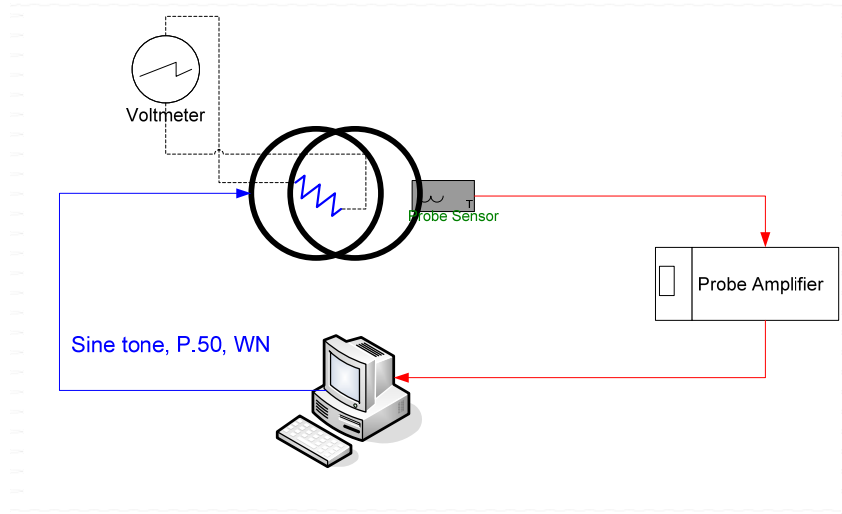 Voltmeter
T
Probe Sensor
Probe Amplifier
Sine tone, P.50, WN